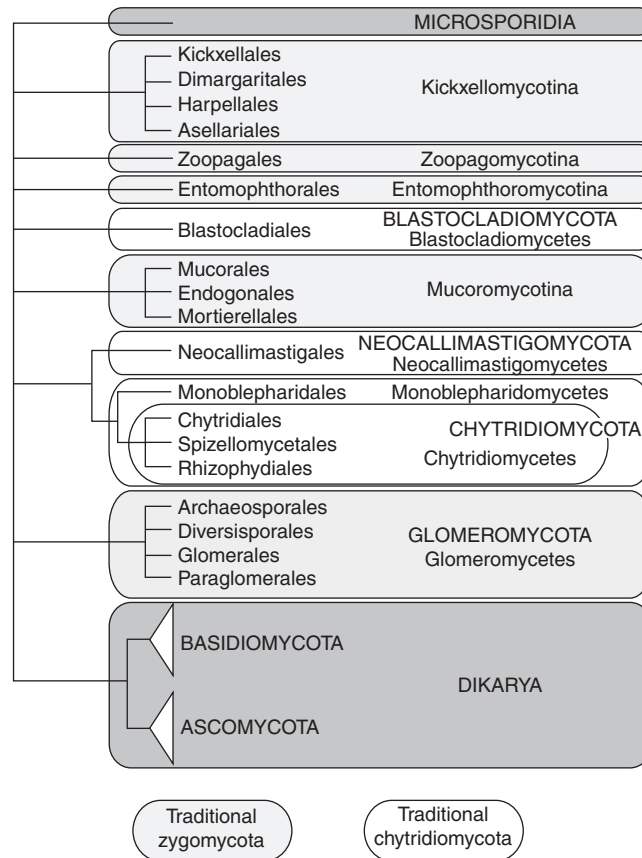 MICROSPORIDIA
Kickxellales
Dimargaritales
Harpellales
Asellariales
Kickxellomycotina
Zoopagales Zoopagomycotina
Entomophthorales Entomophthoromycotina
Blastocladiales
BLASTOCLADIOMYCOTA
Blastocladiomycetes
Mucorales
Endogonales
Mortierellales
Mucoromycotina
Neocallimastigales
NEOCALLIMASTIGOMYCOTA
Neocallimastigomycetes
Monoblepharidales Monoblepharidomycetes
Chytridiales
Spizellomycetales
Rhizophydiales
CHYTRIDIOMYCOTA
Chytridiomycetes
Archaeosporales
Diversisporales
Glomerales
Paraglomerales
GLOMEROMYCOTA
Glomeromycetes
BASIDIOMYCOTA
ASCOMYCOTA
DIKARYA
Traditional
zygomycota
Traditional
chytridiomycota